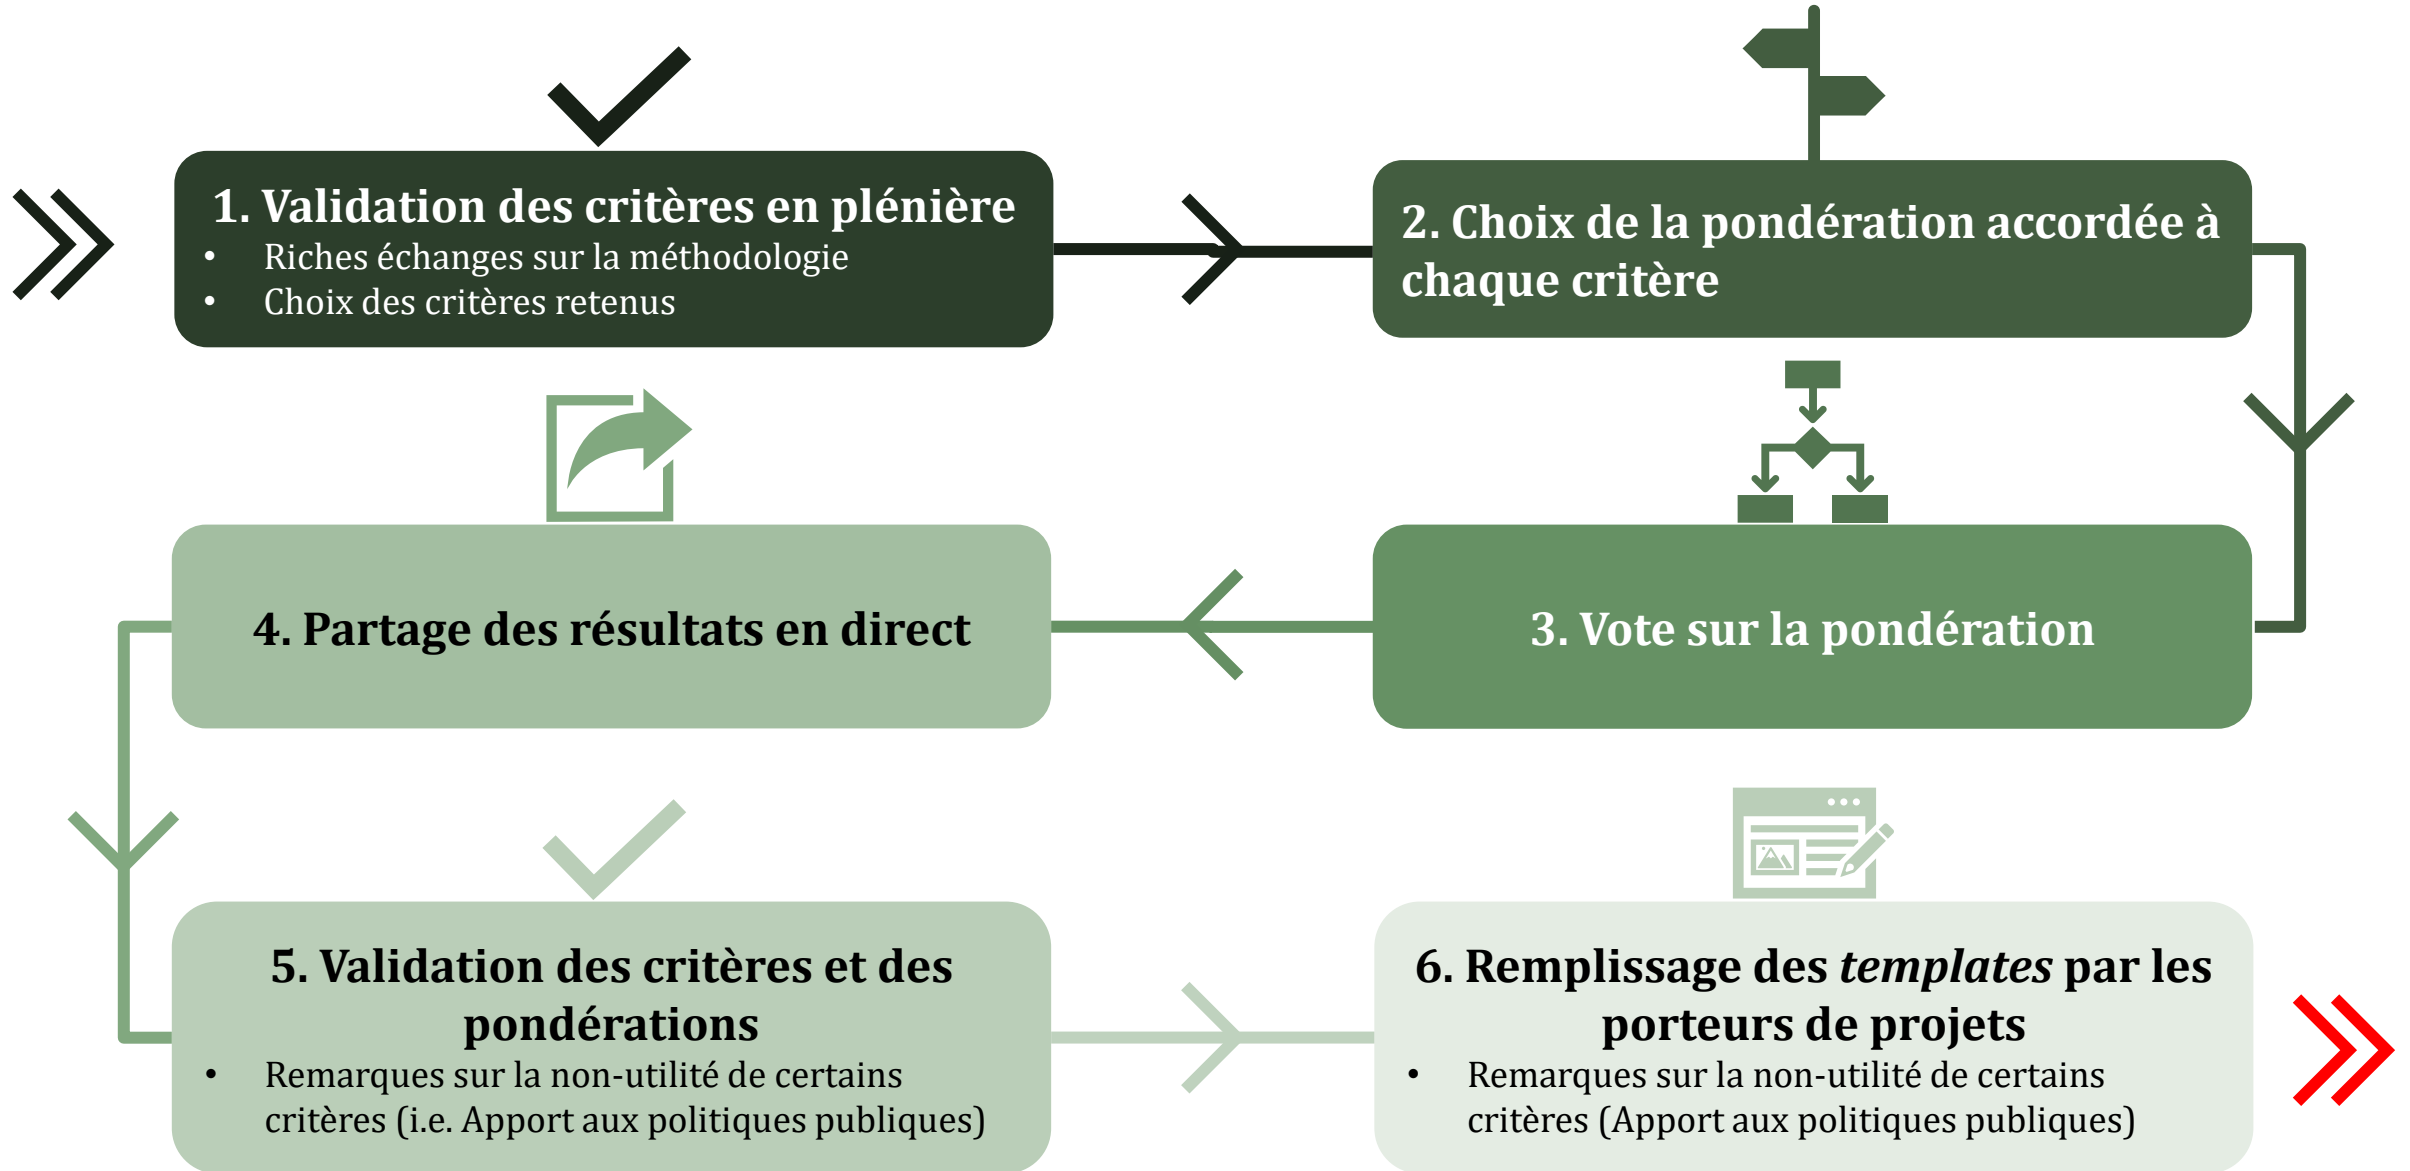 1. Validation des critères en plénière
• Riches échanges sur la méthodologie
• Choix des critères retenus
2. Choix de la pondération accordée à
chaque critère
3. Vote sur la pondération
4. Partage des résultats en direct
5. Validation des critères et des
pondérations
• Remarques sur la non-utilité de certains
critères (i.e. Apport aux politiques publiques)
6. Remplissage des templates par les
porteurs de projets
• Remarques sur la non-utilité de certains
critères (Apport aux politiques publiques)